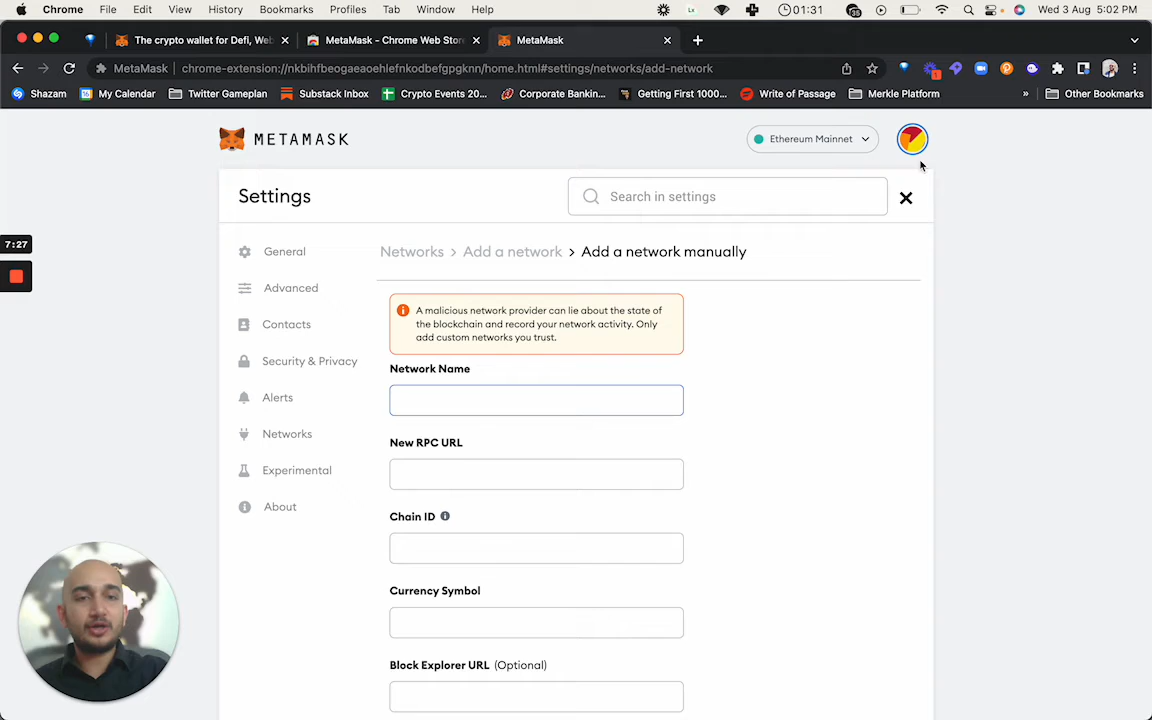 Chrome File Edit View History Bookmarks Profiles Tab Window Help 01:31 Wed 3 Aug 5:02 PM
The crypto wallet for Defi, Web MetaMask - Chrome Web Store MetaMask
MetaMask chrome-extension://nkbihfbeogaeaoehlefnkodbefgpgknn/home.html#settings/networks/add-network
Shazam My Calendar Twitter Gameplan Substack Inbox Crypto Events 20... Corporate Bankin... Getting First 1000... Write of Passage Merkle Platform » Other Bookmarks
METAMASK Ethereum Mainnet
Settings Search in settings
7:27
General
Advanced
Contacts
Security & Privacy
Alerts
Networks
Experimental
About
Networks > Add a network > Add a network manually
A malicious network provider can lie about the state of
the blockchain and record your network activity. Only
add custom networks you trust.
Network Name
New RPC URL
Chain ID
Currency Symbol
Block Explorer URL (Optional)